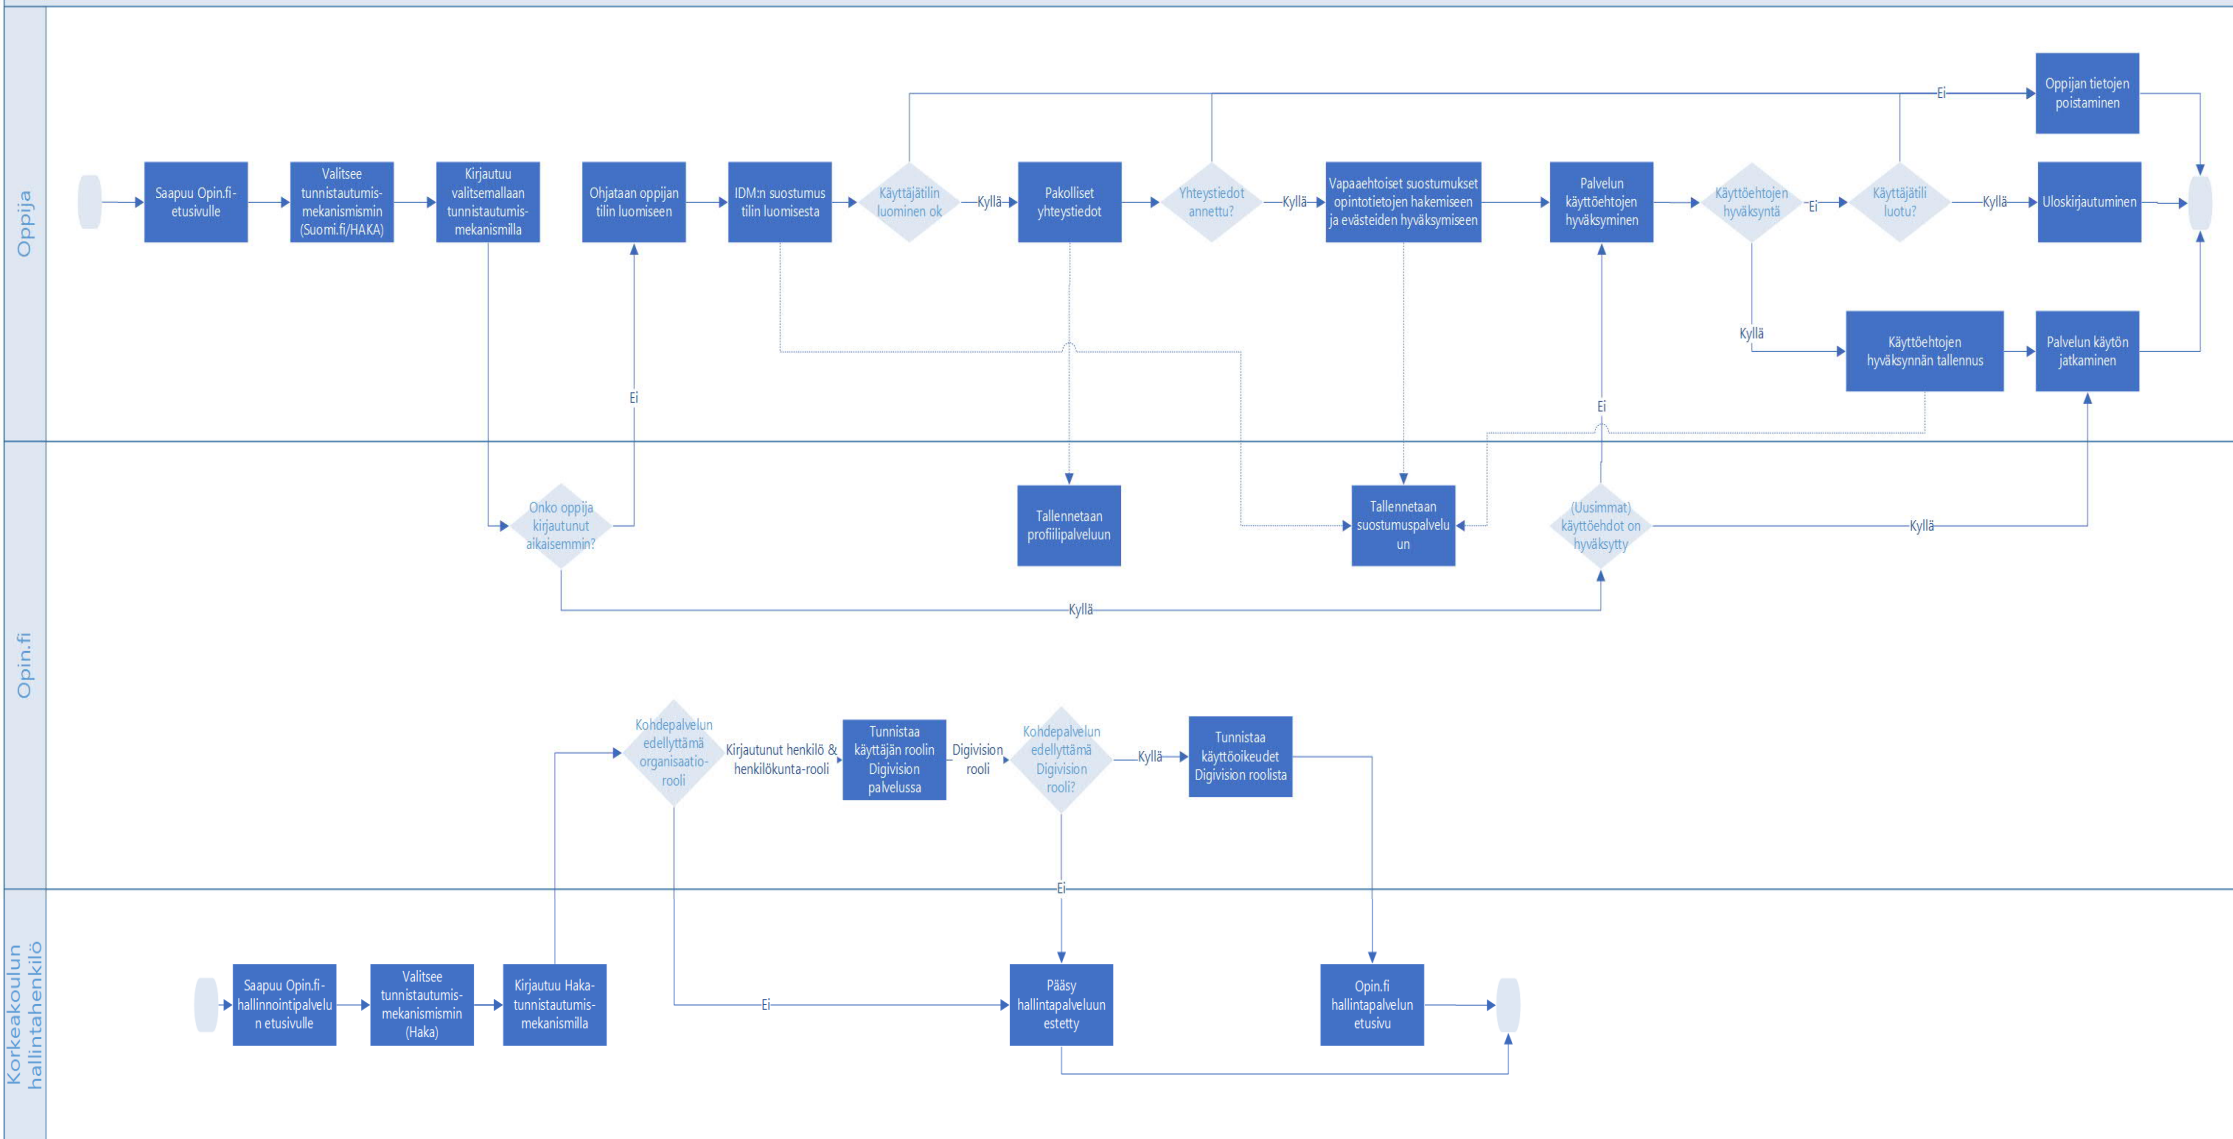 Oppija
Saapuu Opin.fi-
etusivulle
Valitsee
tunnistautumis-
mekanismismin
(Suomi.fi/HAKA)
Kirjautuu
valitsemallaan
tunnistautumis-
mekanismilla
Ohjataan oppijan
tilin luomiseen
IDM:n suostumus
tilin luomisesta
Käyttäjätilin
luominen ok
Kyllä
Pakolliset
yhteystiedot
Yhteystiedot
annettu?
Kyllä
Vapaaehtoiset suostumukset
opintotietojen hakemiseen
ja evästeiden hyväksymiseen
Palvelun
käyttöehtojen
hyväksyminen
Käyttöehtojen
hyväksyntä
Ei
Käyttäjätili
luotu?
Kyllä
Uloskirjautuminen
Ei
Oppijan tietojen
poistaminen
Kyllä
Käyttöehtojen
hyväksynnän tallennus
Palvelun käytön
jatkaminen
Ei
Ei
Opin.fi
Onko oppija
kirjautunut
aikaisemmin?
Tallennetaan
profiilipalveluun
Tallennetaan
suostumuspalvelu
un
(Uusimmat)
käyttöehdot on
hyväksytty
Kyllä
Kyllä
Kohdepalvelun
edellyttämä
organisaatio-
rooli
Kirjautunut henkilö &
henkilökunta-rooli
Tunnistaa
käyttäjän roolin
Digivision
palvelussa
Digivision
rooli
Kohdepalvelun
edellyttämä
Digivision
rooli?
Kyllä
Tunnistaa
käyttöoikeudet
Digivision roolista
Ei
Korkeakoulun
hallintahenkilö
Saapuu Opin.fi-
hallinnointipalvelu
n etusivulle
Valitsee
tunnistautumis-
mekanismismin
(Haka)
Kirjautuu Haka-
tunnistautumis-
mekanismilla
Ei
Pääsy
hallintapalveluun
estetty
Opin.fi
hallintapalvelun
etusivu